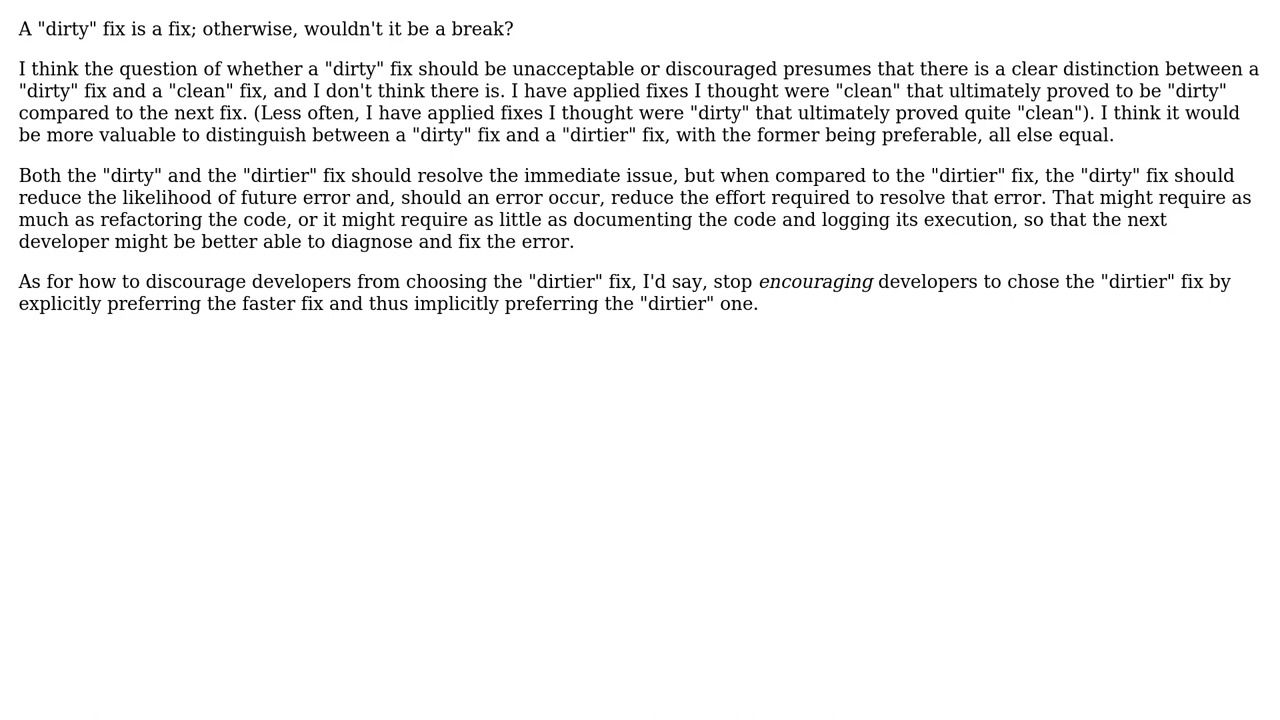 A "dirty" fix is a fix; otherwise, wouldn't it be a break?
I think the question of whether a "dirty" fix should be unacceptable or discouraged presumes that there is a clear distinction between a
"dirty" fix and a "clean" fix, and I don't think there is. I have applied fixes I thought were "clean" that ultimately proved to be "dirty"
compared to the next fix. (Less often, I have applied fixes I thought were "dirty" that ultimately proved quite "clean"). I think it would
be more valuable to distinguish between a "dirty" fix and a "dirtier" fix, with the former being preferable, all else equal.
Both the "dirty" and the "dirtier" fix should resolve the immediate issue, but when compared to the "dirtier" fix, the "dirty" fix should
reduce the likelihood of future error and, should an error occur, reduce the effort required to resolve that error. That might require as
much as refactoring the code, or it might require as little as documenting the code and logging its execution, so that the next
developer might be better able to diagnose and fix the error.
As for how to discourage developers from choosing the "dirtier" fix, I'd say, stop encouraging developers to chose the "dirtier" fix by
explicitly preferring the faster fix and thus implicitly preferring the "dirtier" one.